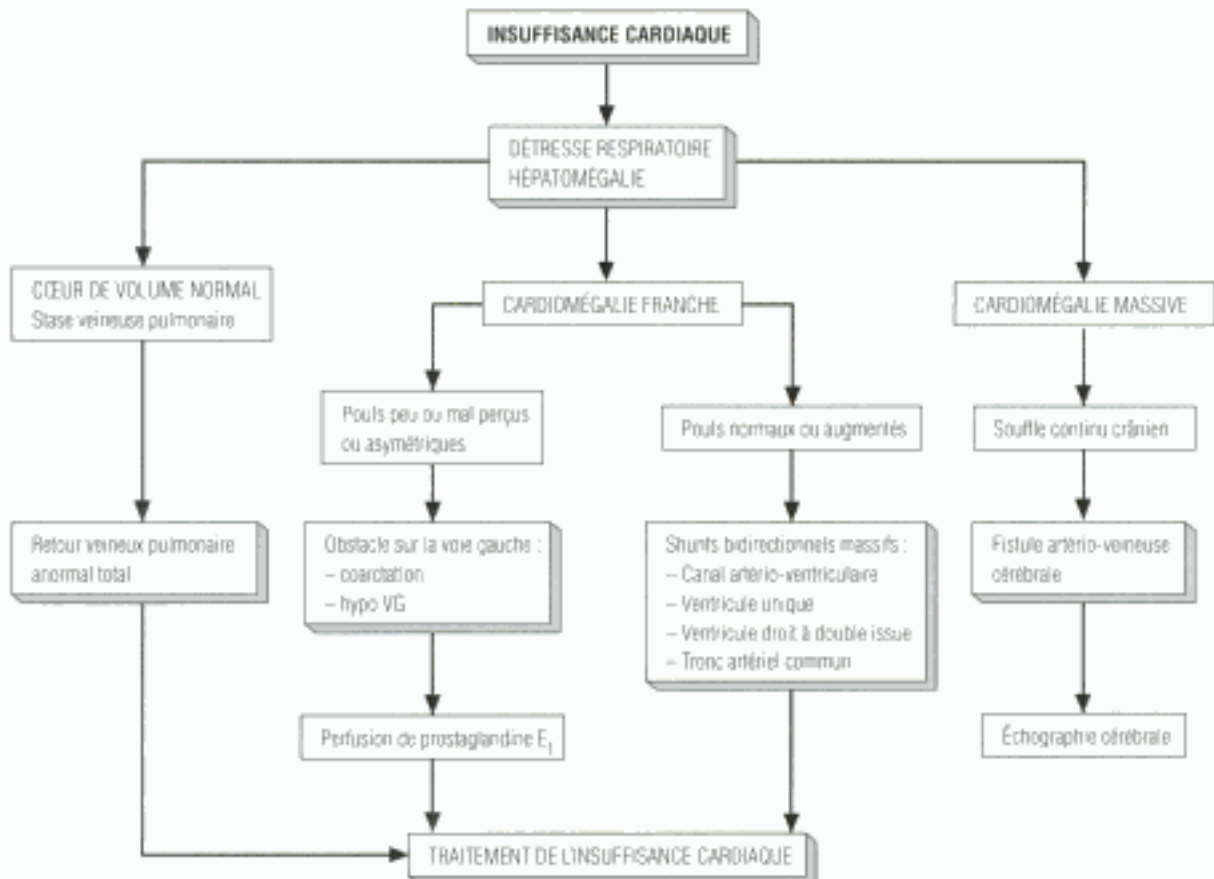 INSUFFISANCE CARDIAQUE
DÉTRESSE RESPIRATOIRE
HÉPATOMÉGALIE
CŒUR DE VOLUME NORMAL
Stase veineuse pulmonaire
CARDIOMÉGALIE FRANCHE
CARDIOMÉGALIE MASSIVE
Pouls peu ou mal perçus
ou asymétriques
Pouls normaux ou augmentés
Souffle continu crânien
Retour veineux pulmonaire
anormal total
Obstacle sur la voie gauche :
– coarctation
– hypo VG
Shunts bidirectionnels massifs :
– Canal artério-ventriculaire
– Ventricule unique
– Ventricule droit à double issue
– Tronc artériel commun
Fistule artério-veineuse
cérébrale
Perfusion de prostaglandine E1
Échographie cérébrale
TRAITEMENT DE L'INSUFFISANCE CARDIAQUE